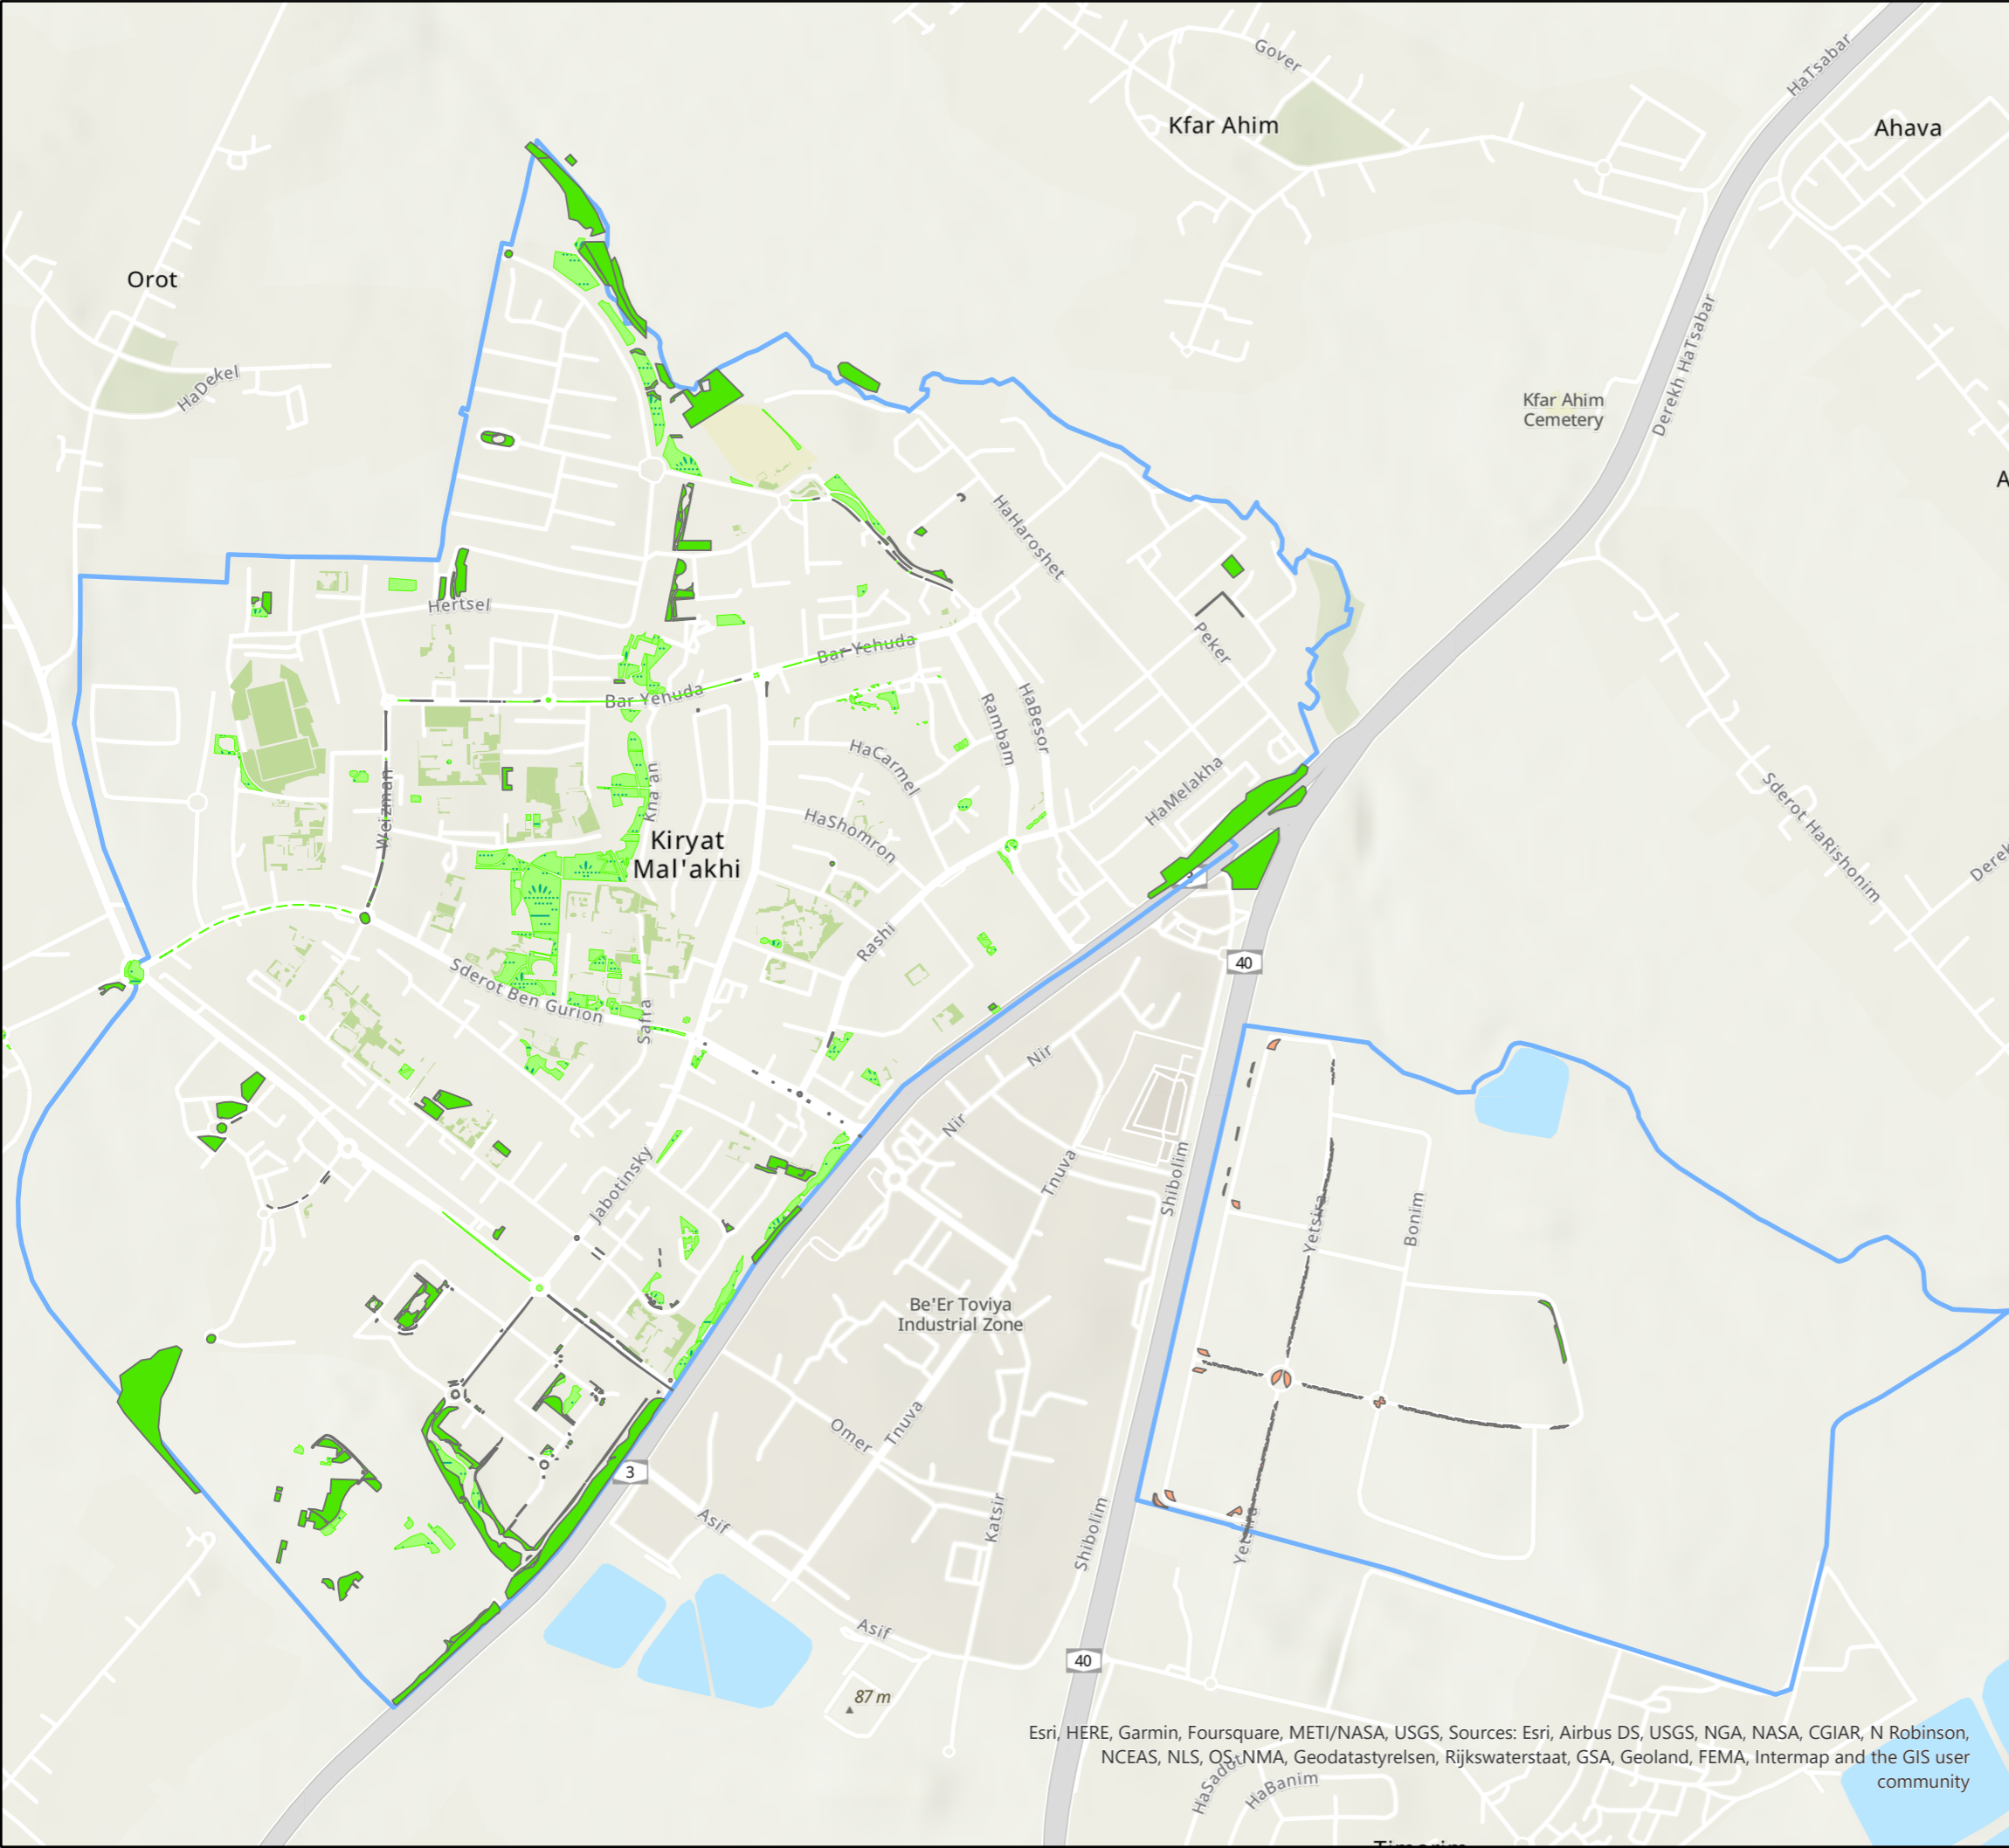 Gover
HaTsabar
Kfar Ahim
Ahava
Orot
HaDekel
Derekh HaTsabar
Kfar Ahim
Cemetery
HaHaroshet
Hertsel
Peker
Bar Yehuda
Bar Yehuda
Rambam
HaBesor
HaCarmel
Weizman
Kna'an
HaMelakha
HaShomron
Sderot HaRishonim
Kiryat
Mal'akhi
Rashi
40
Sderot Ben Gurion
Safra
Nir
Nir
Jabotinsky
Tnuva
Shibolim
Yetsira
Bonim
Be'Er Toviya
Industrial Zone
Omer
Tnuva
3
Asif
Katsir
Shibolim
Yetsira
Asif
40
87 m
Esri, HERE, Garmin, Foursquare, METI/NASA, USGS, Sources: Esri, Airbus DS, USGS, NGA, NASA, CGIAR, N Robinson,
NCEAS, NLS, OS, NMA, Geodatastyrelsen, Rijkswaterstaat, GSA, Geoland, FEMA, Intermap and the GIS user
community
HaSadot
HaBanim